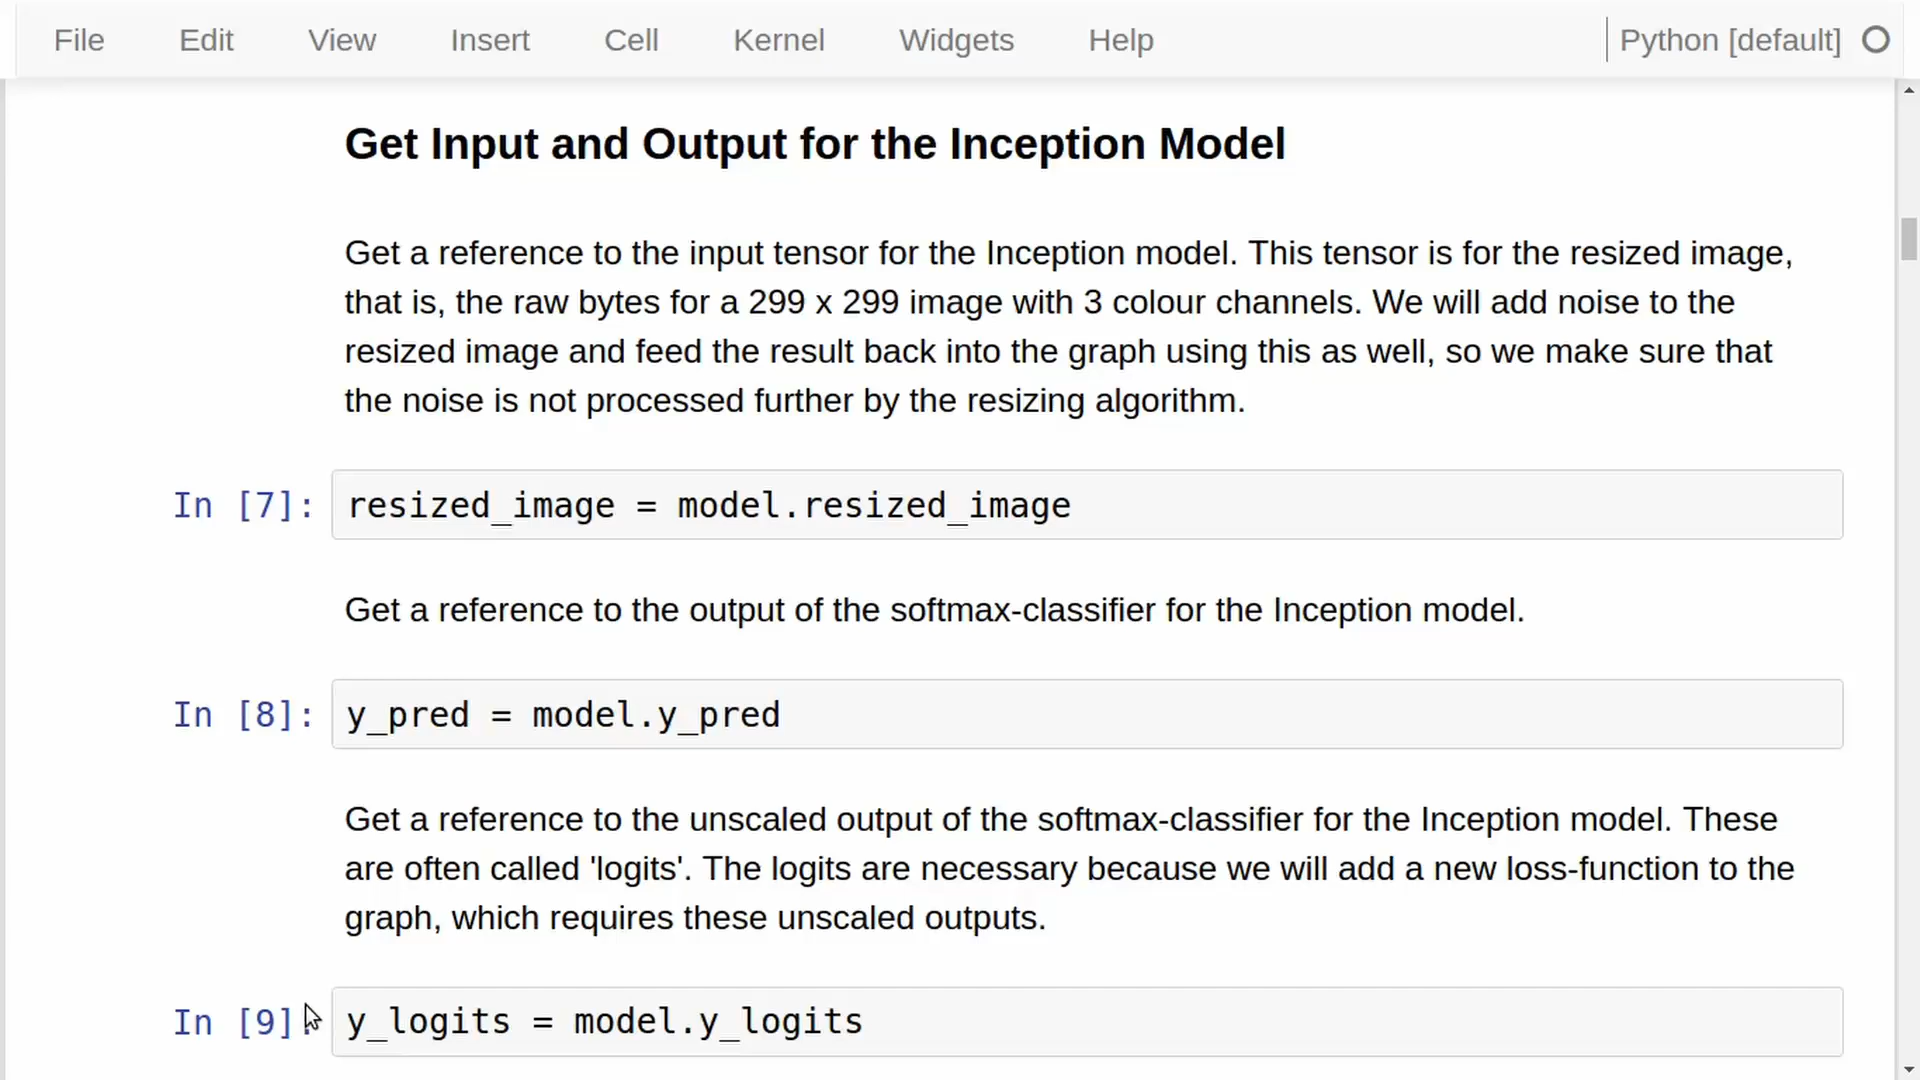 File Edit View Insert Cell Kernel Widgets Help Python [default]
Get Input and Output for the Inception Model
Get a reference to the input tensor for the Inception model. This tensor is for the resized image,
that is, the raw bytes for a 299 x 299 image with 3 colour channels. We will add noise to the
resized image and feed the result back into the graph using this as well, so we make sure that
the noise is not processed further by the resizing algorithm.
In [7]: resized_image = model.resized_image
Get a reference to the output of the softmax-classifier for the Inception model.
In [8]: y_pred = model.y_pred
Get a reference to the unscaled output of the softmax-classifier for the Inception model. These
are often called 'logits'. The logits are necessary because we will add a new loss-function to the
graph, which requires these unscaled outputs.
In [9]: y_logits = model.y_logits